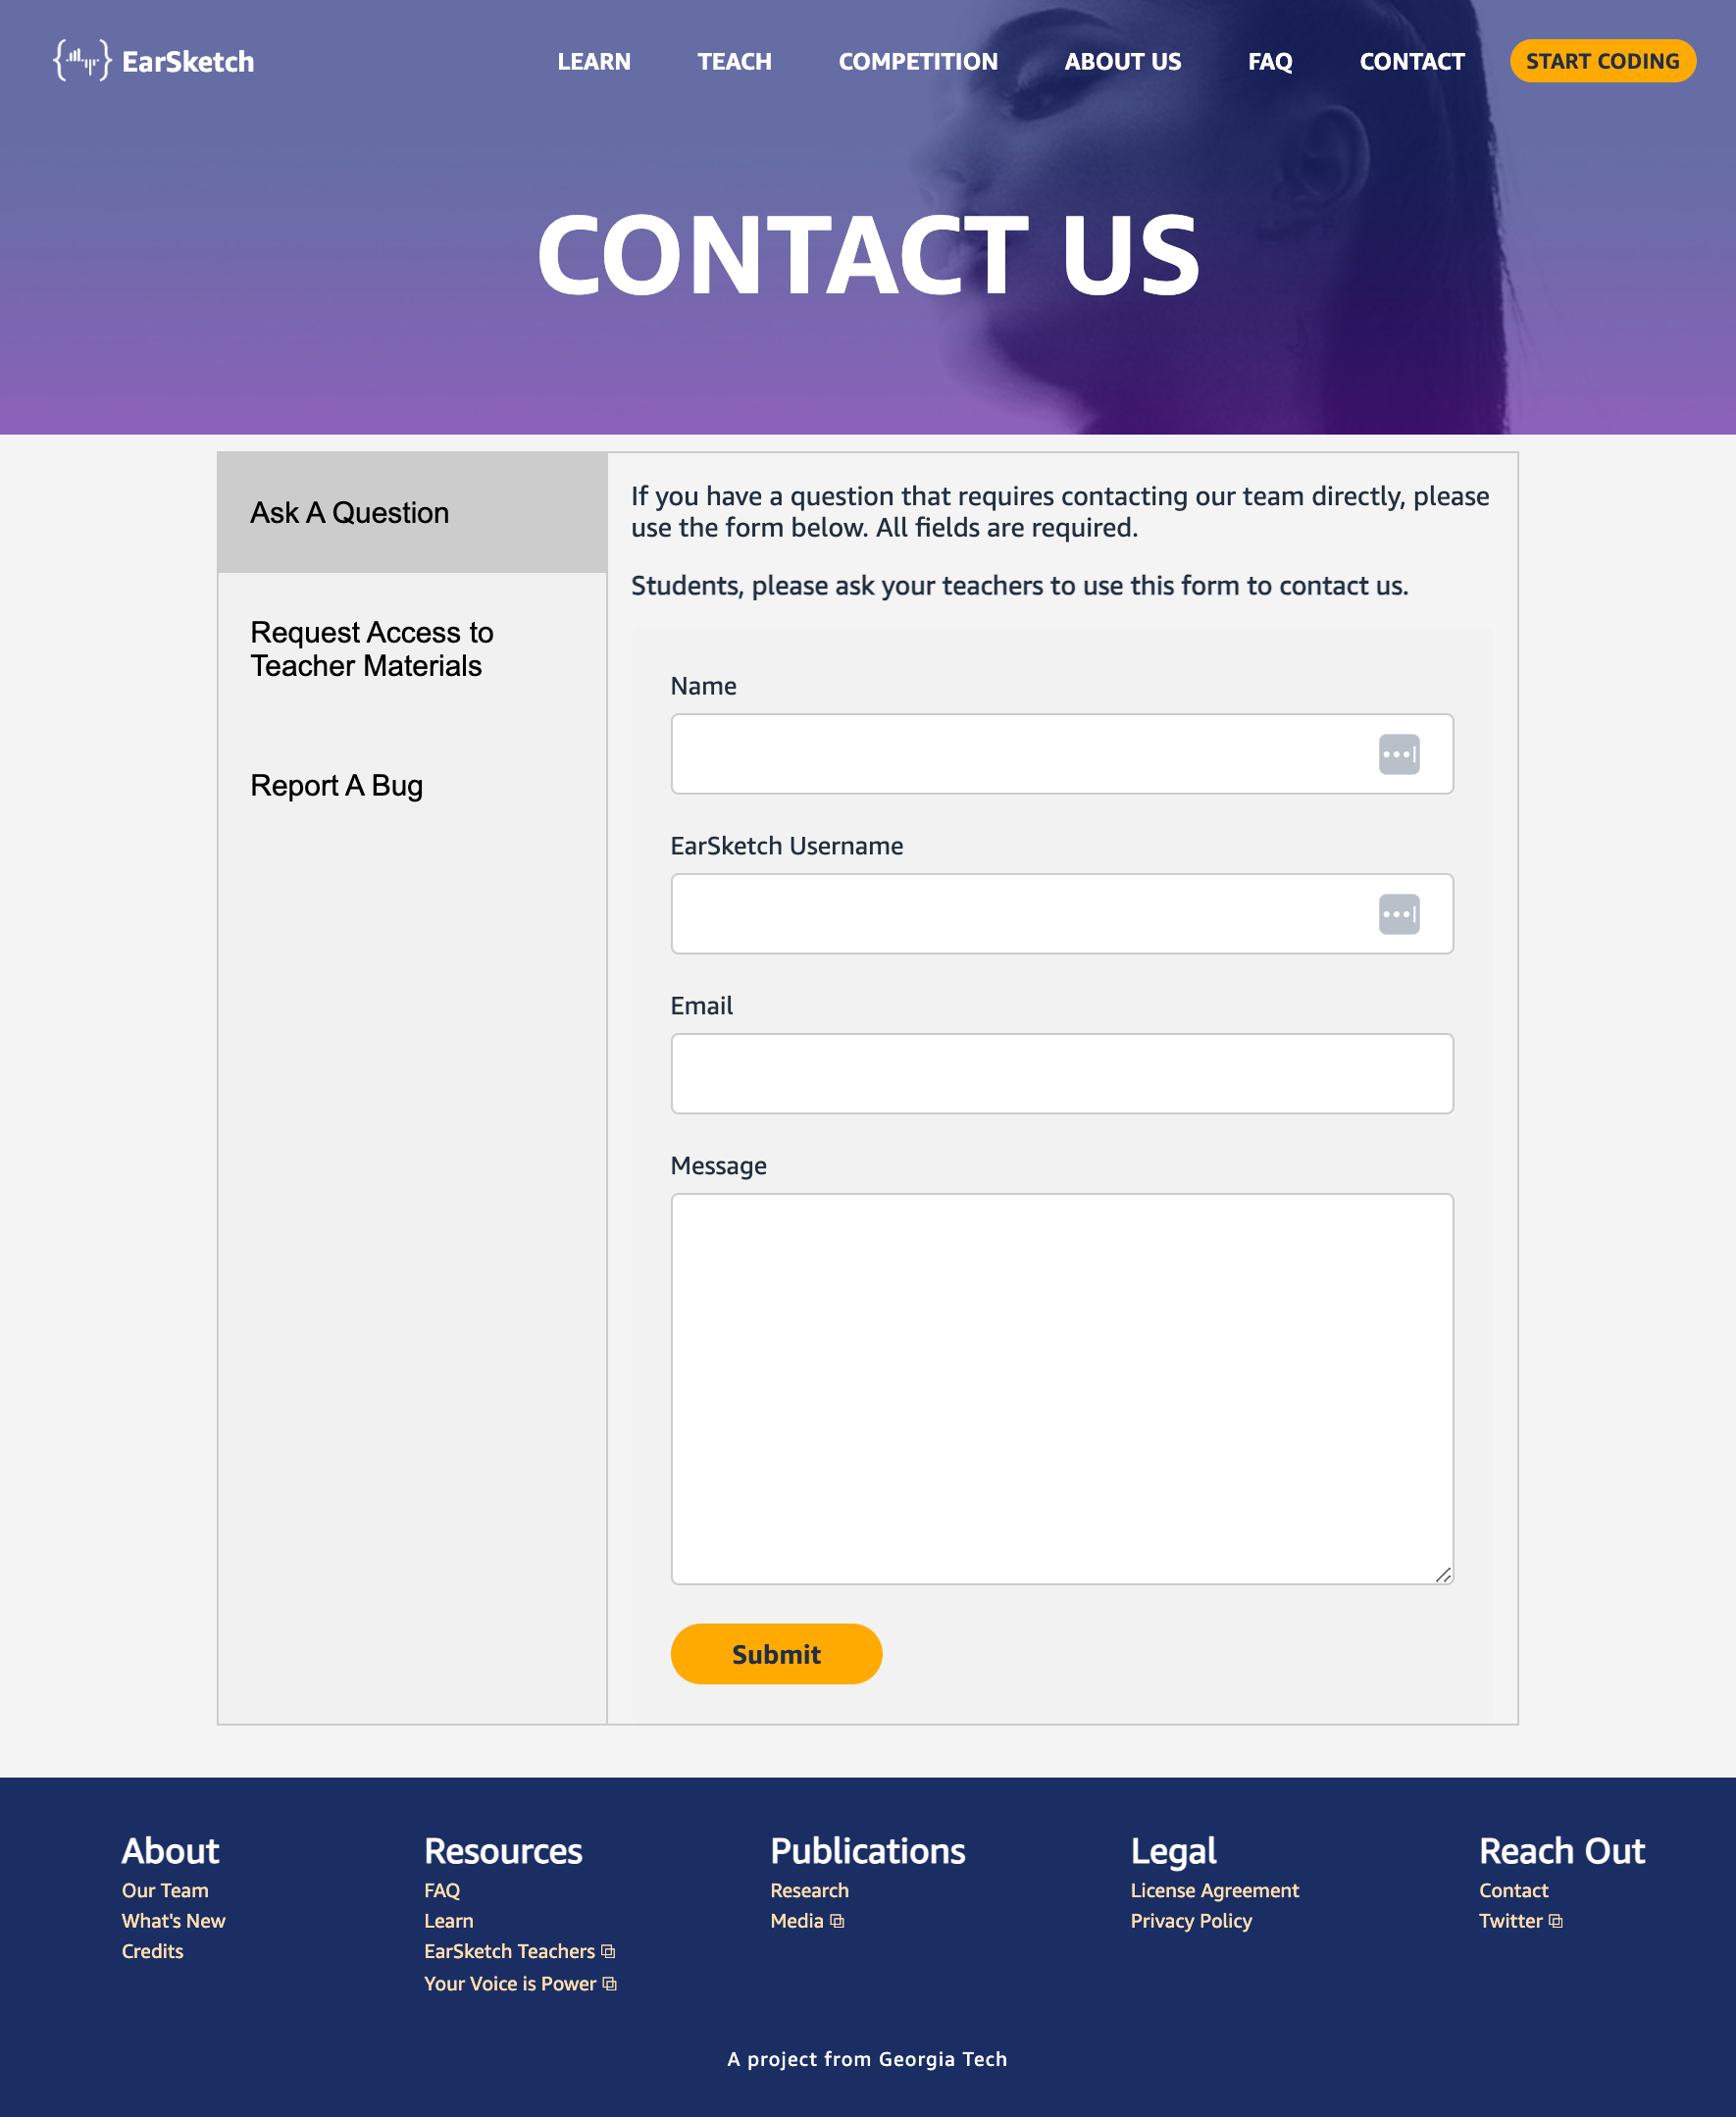 EarSketch
LEARN
TEACH
COMPETITION
ABOUT US
FAQ
CONTACT
START CODING
CONTACT US
Ask A Question
Request Access to
Teacher Materials
Report A Bug
If you have a question that requires contacting our team directly, please
use the form below. All fields are required.
Students, please ask your teachers to use this form to contact us.
Name
EarSketch Username
Email
Message
Submit
About
Our Team
What's New
Credits
Resources
FAQ
Learn
EarSketch Teachers
Your Voice is Power
Publications
Research
Media
Legal
License Agreement
Privacy Policy
Reach Out
Contact
Twitter
A project from Georgia Tech